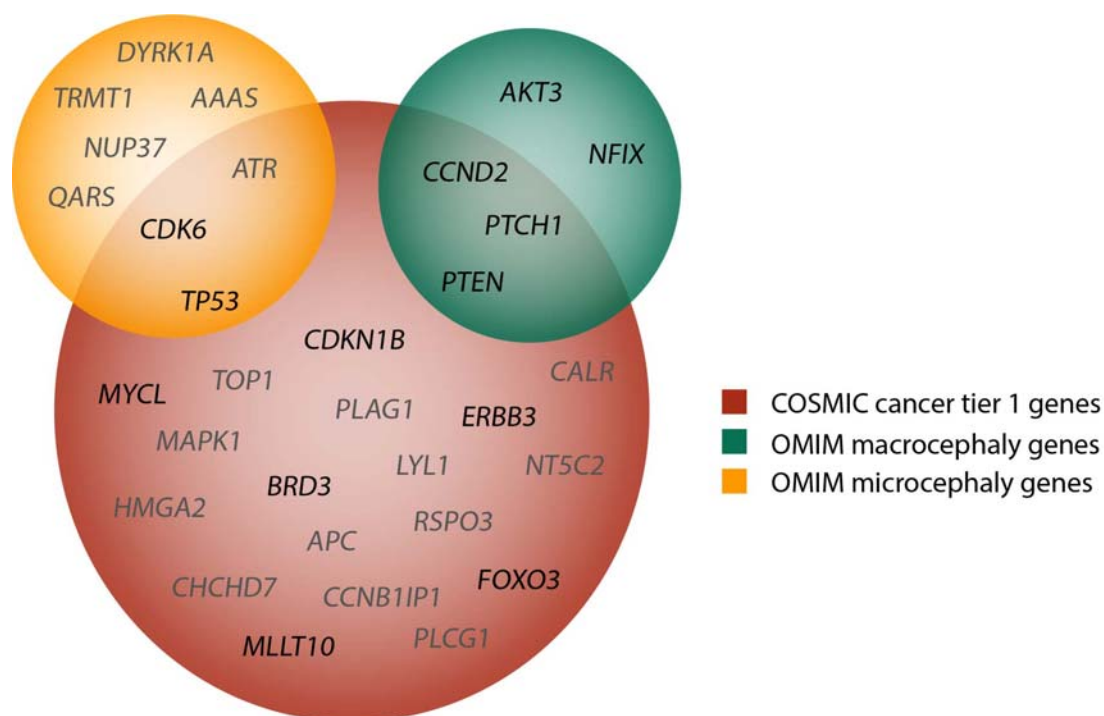 DYRK1A
TRMT1
AAAS
NUP37
ATR
QARS
CDK6
TP53
AKT3
NFIX
CCND2
PTCH1
PTEN
CDKN1B
MYCL
TOP1
CALR
PLAG1
ERBB3
MAPK1
LYL1
NT5C2
BRD3
HMGA2
RSPO3
APC
CHCHD7
CCNB1IP1
FOXO3
MLLT10
PLCG1
COSMIC cancer tier 1 genes
OMIM macrocephaly genes
OMIM microcephaly genes